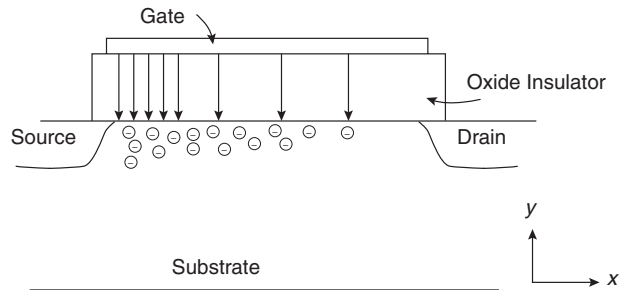 Gate
Oxide Insulator
Source
Drain
Substrate
y
x